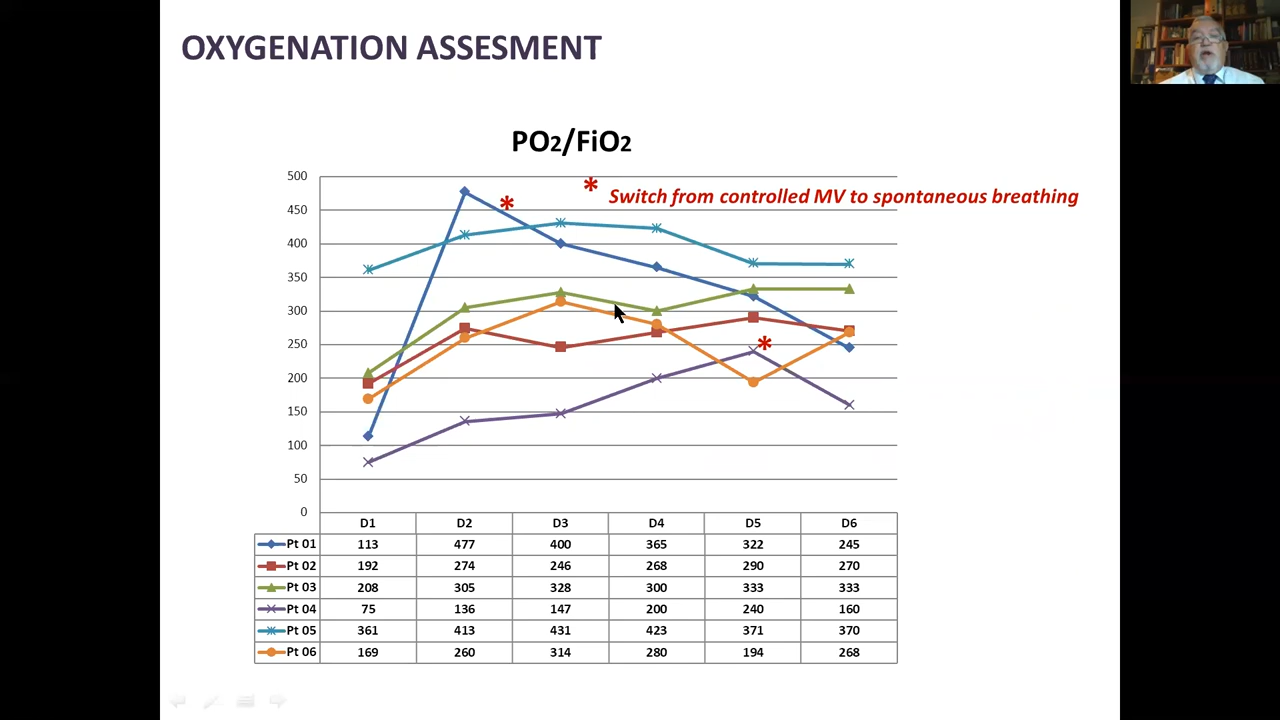 OXYGENATION ASSESMENT
PO2/FiO2
* Switch from controlled MV to spontaneous breathing
*
*
500
450
400
350
300
250
200
150
100
50
0
D1 D2 D3 D4 D5 D6
Pt 01 113 477 400 365 322 245
Pt 02 192 274 246 268 290 270
Pt 03 208 305 328 300 333 333
Pt 04 75 136 147 200 240 160
Pt 05 361 413 431 423 371 370
Pt 06 169 260 314 280 194 268